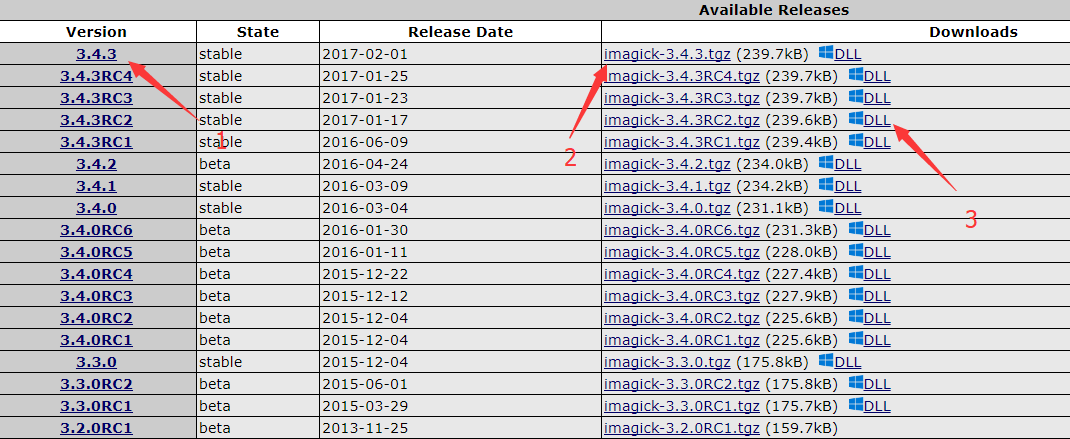 Available Releases
Version State Release Date Downloads
3.4.3 stable 2017-02-01 imagick-3.4.3.tgz (239.7kB) DLL
3.4.3RC4 stable 2017-01-25 imagick-3.4.3RC4.tgz (239.7kB) DLL
3.4.3RC3 stable 2017-01-23 imagick-3.4.3RC3.tgz (239.7kB) DLL
3.4.3RC2 stable 2017-01-17 imagick-3.4.3RC2.tgz (239.6kB) DLL
1
3.4.3RC1 stable 2016-06-09 imagick-3.4.3RC1.tgz (239.4kB) DLL
2
3.4.2 beta 2016-04-24 imagick-3.4.2.tgz (234.0kB) DLL
3.4.1 stable 2016-03-09 imagick-3.4.1.tgz (234.2kB) DLL
3.4.0 stable 2016-03-04 imagick-3.4.0.tgz (231.1kB) DLL
3
3.4.0RC6 beta 2016-01-30 imagick-3.4.0RC6.tgz (231.3kB) DLL
3.4.0RC5 beta 2016-01-11 imagick-3.4.0RC5.tgz (228.0kB) DLL
3.4.0RC4 beta 2015-12-22 imagick-3.4.0RC4.tgz (227.4kB) DLL
3.4.0RC3 beta 2015-12-12 imagick-3.4.0RC3.tgz (227.9kB) DLL
3.4.0RC2 beta 2015-12-04 imagick-3.4.0RC2.tgz (225.6kB) DLL
3.4.0RC1 beta 2015-12-04 imagick-3.4.0RC1.tgz (225.6kB) DLL
3.3.0 stable 2015-12-04 imagick-3.3.0.tgz (175.8kB) DLL
3.3.0RC2 beta 2015-06-01 imagick-3.3.0RC2.tgz (175.8kB) DLL
3.3.0RC1 beta 2015-03-29 imagick-3.3.0RC1.tgz (175.7kB) DLL
3.2.0RC1 beta 2013-11-25 imagick-3.2.0RC1.tgz (159.7kB)